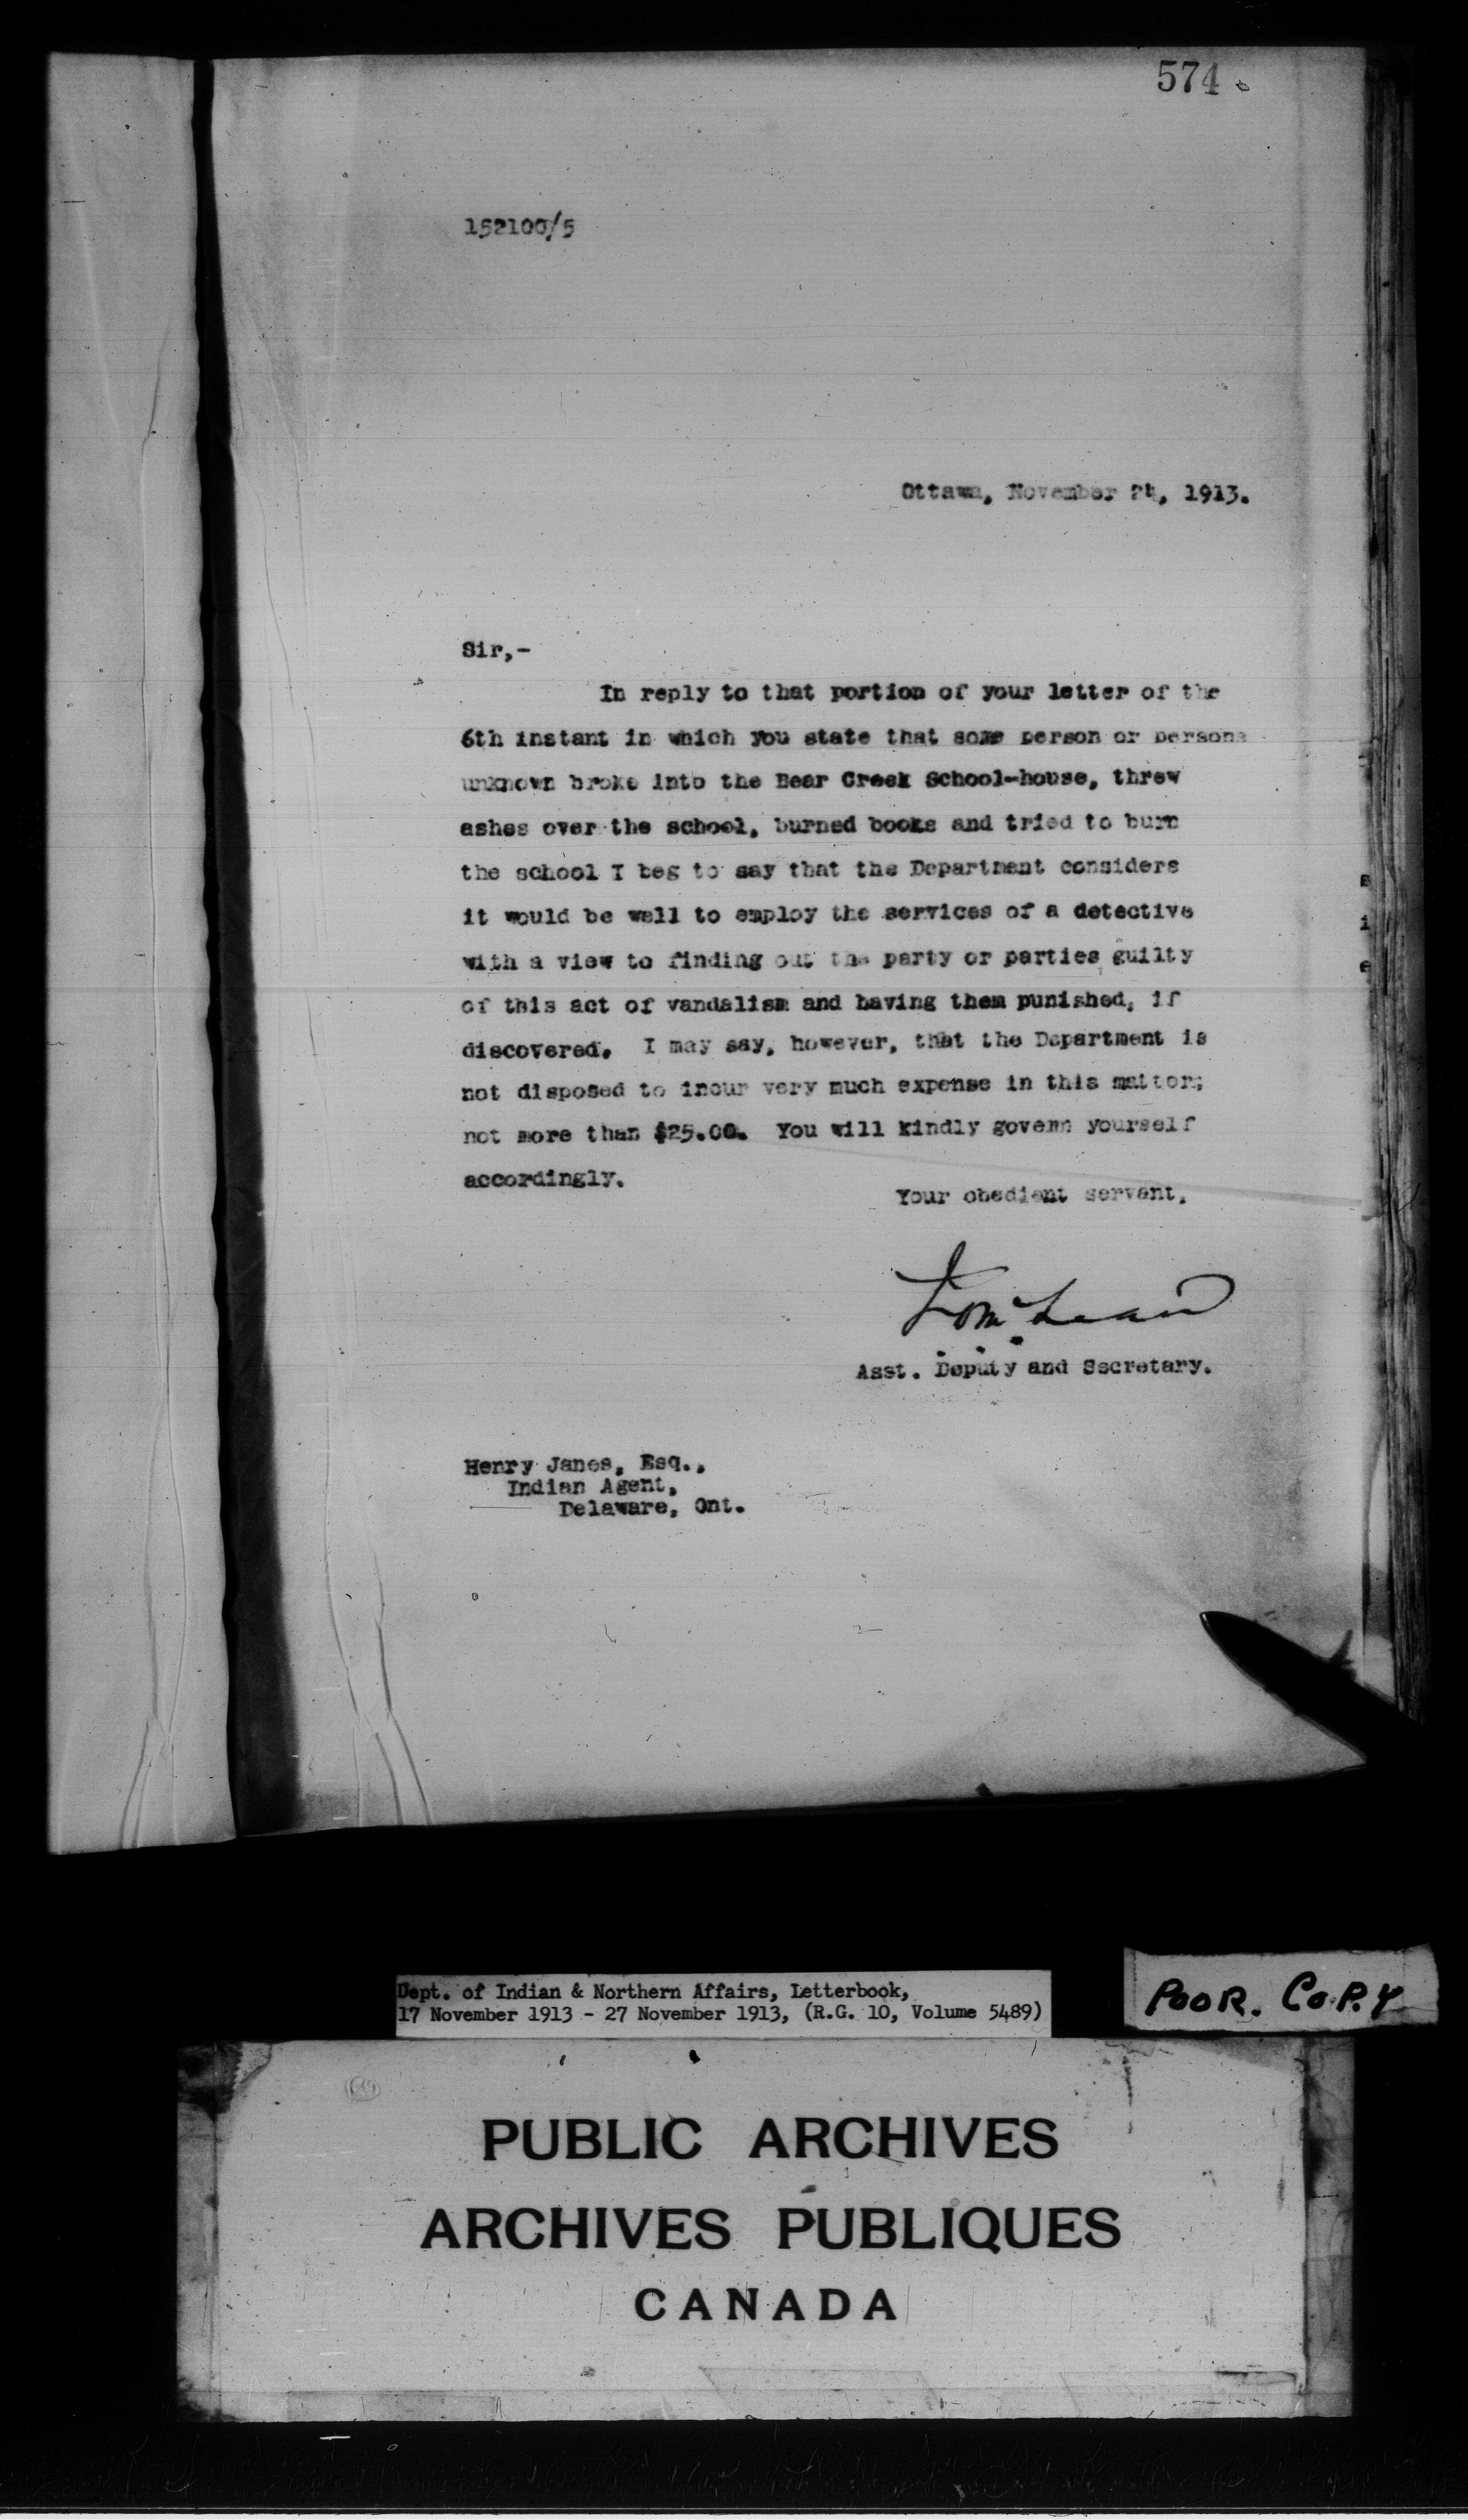 574
152100/5
Ottawa, November 24, 1913.
Sir,-
In reply to that portion of your letter of the
6th instant in which you state that some person or persons
unknown broke into the Bear Creek School-house, threw
ashes over the school, burned books and tried to burn
the school I beg to say that the Department considers
it would be well to employ the services of a detective
with a view to finding out the party or parties guilty
of this act of vandalism and having them punished, if
discovered. I may say, however, that the Department is
not disposed to incur very much expense in this matter;
not more than $25.00. You will kindly govern yourself
accordingly.
Your obedient servant,
Asst. Deputy and Secretary.
Henry Janes, Esq.,
Indian Agent,
Delaware, Ont.
s
i
e
Dept. of Indian & Northern Affairs, Letterbook,
17 November 1913 - 27 November 1913, (R.G. 10, Volume 5489)
POOR. COPY
PUBLIC ARCHIVES
ARCHIVES PUBLIQUES
CANADA